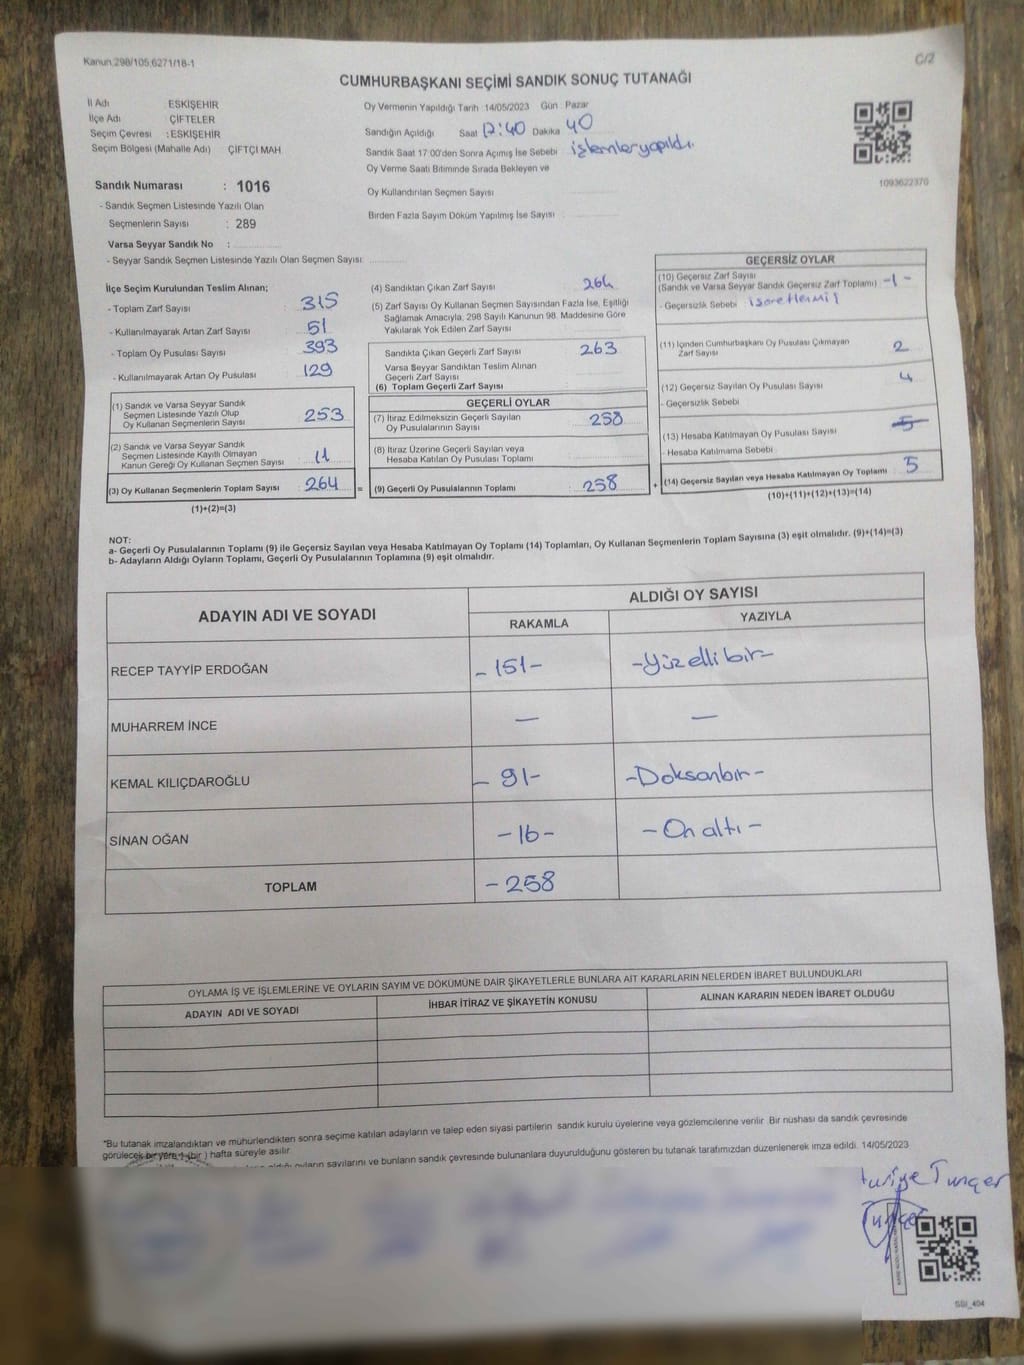 Kanun:298/105,6271/18-1
C/2
CUMHURBAŞKANI SEÇİMİ SANDIK SONUÇ TUTANAĞI
İl Adı ESKİŞEHİR
İlçe Adı ÇİFTELER
Seçim Çevresi : ESKİŞEHİR
Seçim Bölgesi (Mahalle Adı) ÇİFTÇİ MAH.
Sandık Numarası : 1016
- Sandık Seçmen Listesinde Yazılı Olan
Seçmenlerin Sayısı : 289
Varsa Seyyar Sandık No :
- Seyyar Sandık Seçmen Listesinde Yazılı Olan Seçmen Sayısı:
Oy Vermenin Yapıldığı Tarih 14/05/2023 Gün: Pazar
Sandığın Açıldığı Saat 17:40 Dakika 40
Sandık Saat 17:00'den Sonra Açılmış İse Sebebi işlemler yapıldı.
Oy Verme Saati Bitiminde Sırada Bekleyen ve
Oy Kullandırılan Seçmen Sayısı
Birden Fazla Sayım Döküm Yapılmış İse Sayısı
1093622370
İlçe Seçim Kurulundan Teslim Alınan;
- Toplam Zarf Sayısı 315
- Kullanılmayarak Artan Zarf Sayısı 51
- Toplam Oy Pusulası Sayısı 393
- Kullanılmayarak Artan Oy Pusulası 129
(1) Sandık ve Varsa Seyyar Sandık
Seçmen Listesinde Yazılı Olup
Oy Kullanan Seçmenlerin Sayısı 253
(2) Sandık ve Varsa Seyyar Sandık
Seçmen Listesinde Kayıtlı Olmayan
Kanun Gereği Oy Kullanan Seçmen Sayısı 11
(3) Oy Kullanan Seçmenlerin Toplam Sayısı 264 =
(1)+(2)=(3)
(4) Sandıktan Çıkan Zarf Sayısı 264
(5) Zarf Sayısı Oy Kullanan Seçmen Sayısından Fazla İse, Eşitliği
Sağlamak Amacıyla, 298 Sayılı Kanunun 98. Maddesine Göre
Yakılarak Yok Edilen Zarf Sayısı
Sandıkta Çıkan Geçerli Zarf Sayısı 263
Varsa Seyyar Sandıktan Teslim Alınan
Geçerli Zarf Sayısı
(6) Toplam Geçerli Zarf Sayısı
GEÇERLİ OYLAR
(7) İtiraz Edilmeksizin Geçerli Sayılan
Oy Pusulalarının Sayısı 258
(8) İtiraz Üzerine Geçerli Sayılan veya
Hesaba Katılan Oy Pusulası Toplamı
(9) Geçerli Oy Pusulalarının Toplamı 258 +
GEÇERSİZ OYLAR
(10) Geçersiz Zarf Sayısı
(Sandık ve Varsa Seyyar Sandık Geçersiz Zarf Toplamı) -1-
- Geçersizlik Sebebi işaretlenmiş
(11) İçinden Cumhurbaşkanı Oy Pusulası Çıkmayan
Zarf Sayısı 2
(12) Geçersiz Sayılan Oy Pusulası Sayısı 4
- Geçersizlik Sebebi
(13) Hesaba Katılmayan Oy Pusulası Sayısı 5
- Hesaba Katılmama Sebebi
(14) Geçersiz Sayılan veya Hesaba Katılmayan Oy Toplamı 5
(10)+(11)+(12)+(13)=(14)
NOT:
a- Geçerli Oy Pusulalarının Toplamı (9) ile Geçersiz Sayılan veya Hesaba Katılmayan Oy Toplamı (14) Toplamları, Oy Kullanan Seçmenlerin Toplam Sayısına (3) eşit olmalıdır. (9)+(14)=(3)
b- Adayların Aldığı Oyların Toplamı, Geçerli Oy Pusulalarının Toplamına (9) eşit olmalıdır.
ADAYIN ADI VE SOYADI
ALDIĞI OY SAYISI
RAKAMLA YAZIYLA
RECEP TAYYİP ERDOĞAN -151- -Yüzellibir-
MUHARREM İNCE — —
KEMAL KILIÇDAROĞLU -91- -Doksanbir-
SİNAN OĞAN -16- -On altı-
TOPLAM -258
OYLAMA İŞ VE İŞLEMLERİNE VE OYLARIN SAYIM VE DÖKÜMÜNE DAİR ŞİKAYETLERLE BUNLARA AİT KARARLARIN NELERDEN İBARET BULUNDUKLARI
ADAYIN ADI VE SOYADI İHBAR İTİRAZ VE ŞİKAYETİN KONUSU ALINAN KARARIN NEDEN İBARET OLDUĞU
*Bu tutanak imzalandıktan ve mühürlendikten sonra seçime katılan adayların ve talep eden siyasi partilerin sandık kurulu üyelerine veya gözlemcilerine verilir. Bir nüshası da sandık çevresinde
görülecek bir yere 1 (bir) hafta süreyle asılır.
aldığı oyların sayılarını ve bunların sandık çevresinde bulunanlara duyurulduğunu gösteren bu tutanak tarafımızdan düzenlenerek imza edildi. 14/05/2023
Tunçer
SSI_404